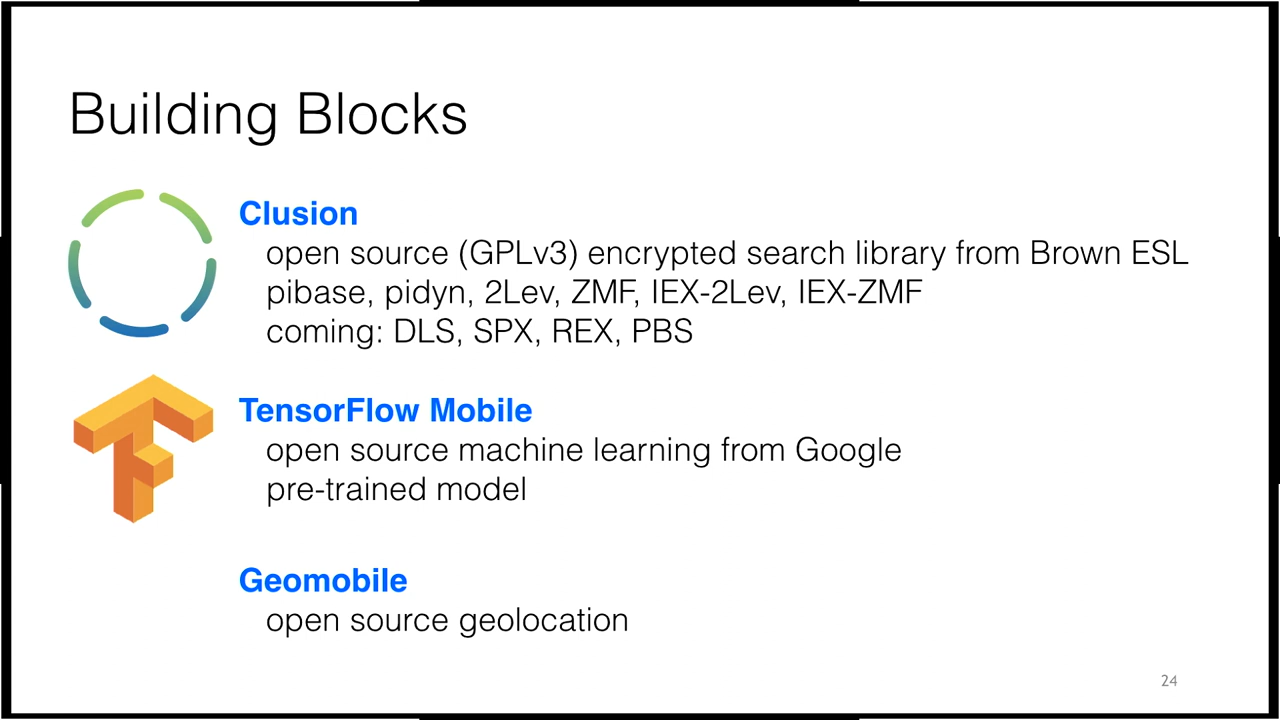 Building Blocks
Clusion
open source (GPLv3) encrypted search library from Brown ESL
pibase, pidyn, 2Lev, ZMF, IEX-2Lev, IEX-ZMF
coming: DLS, SPX, REX, PBS
TensorFlow Mobile
open source machine learning from Google
pre-trained model
Geomobile
open source geolocation
24